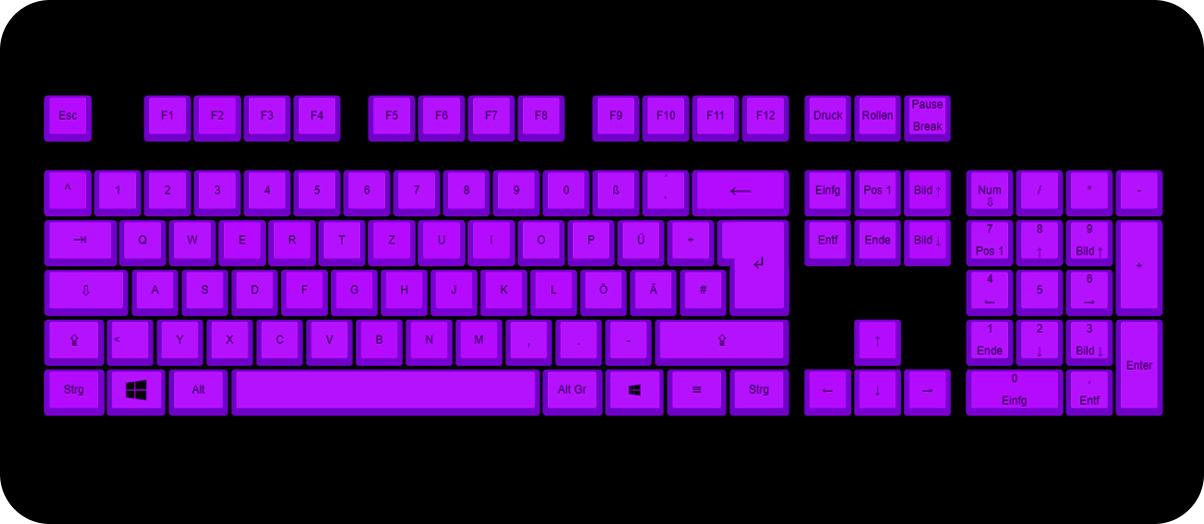 Esc F1 F2 F3 F4 F5 F6 F7 F8 F9 F10 F11 F12 Druck Rollen Pause
Break
^ 1 2 3 4 5 6 7 8 9 0 ß ← Einfg Pos 1 Bild ↑ Num / * -
⇩
⇥ Q W E R T Z U I O P Ü + ↵ Entf Ende Bild ↓ 7 8 9 +
Pos 1 ↑ Bild ↑
⇩ A S D F G H J K L Ö Ä # 4 5 6
← →
⇪ < Y X C V B N M , . - ⇪ ↑ 1 2 3 Enter
Ende ↓ Bild ↓
Strg Alt Alt Gr ≡ Strg ← ↓ → 0 ,
Einfg Entf